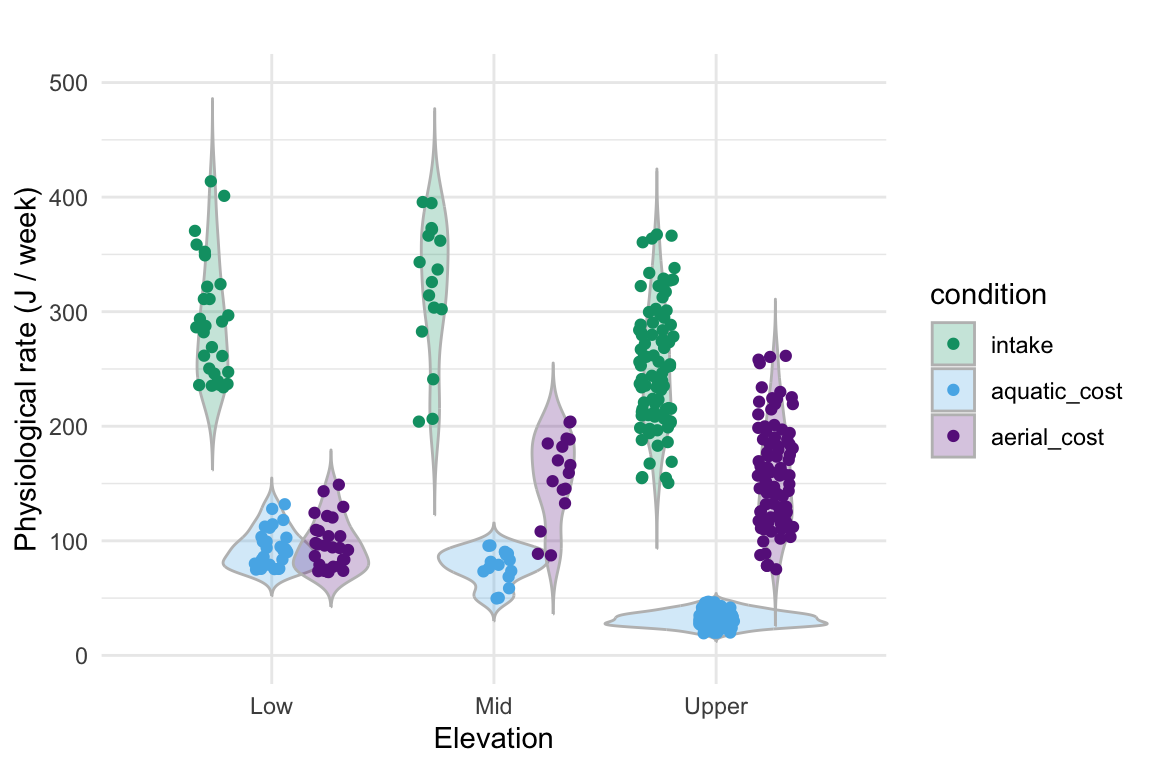 500
400
300
200
100
0
Physiological rate (J / week)
Low Mid Upper
Elevation
condition
intake
aquatic_cost
aerial_cost